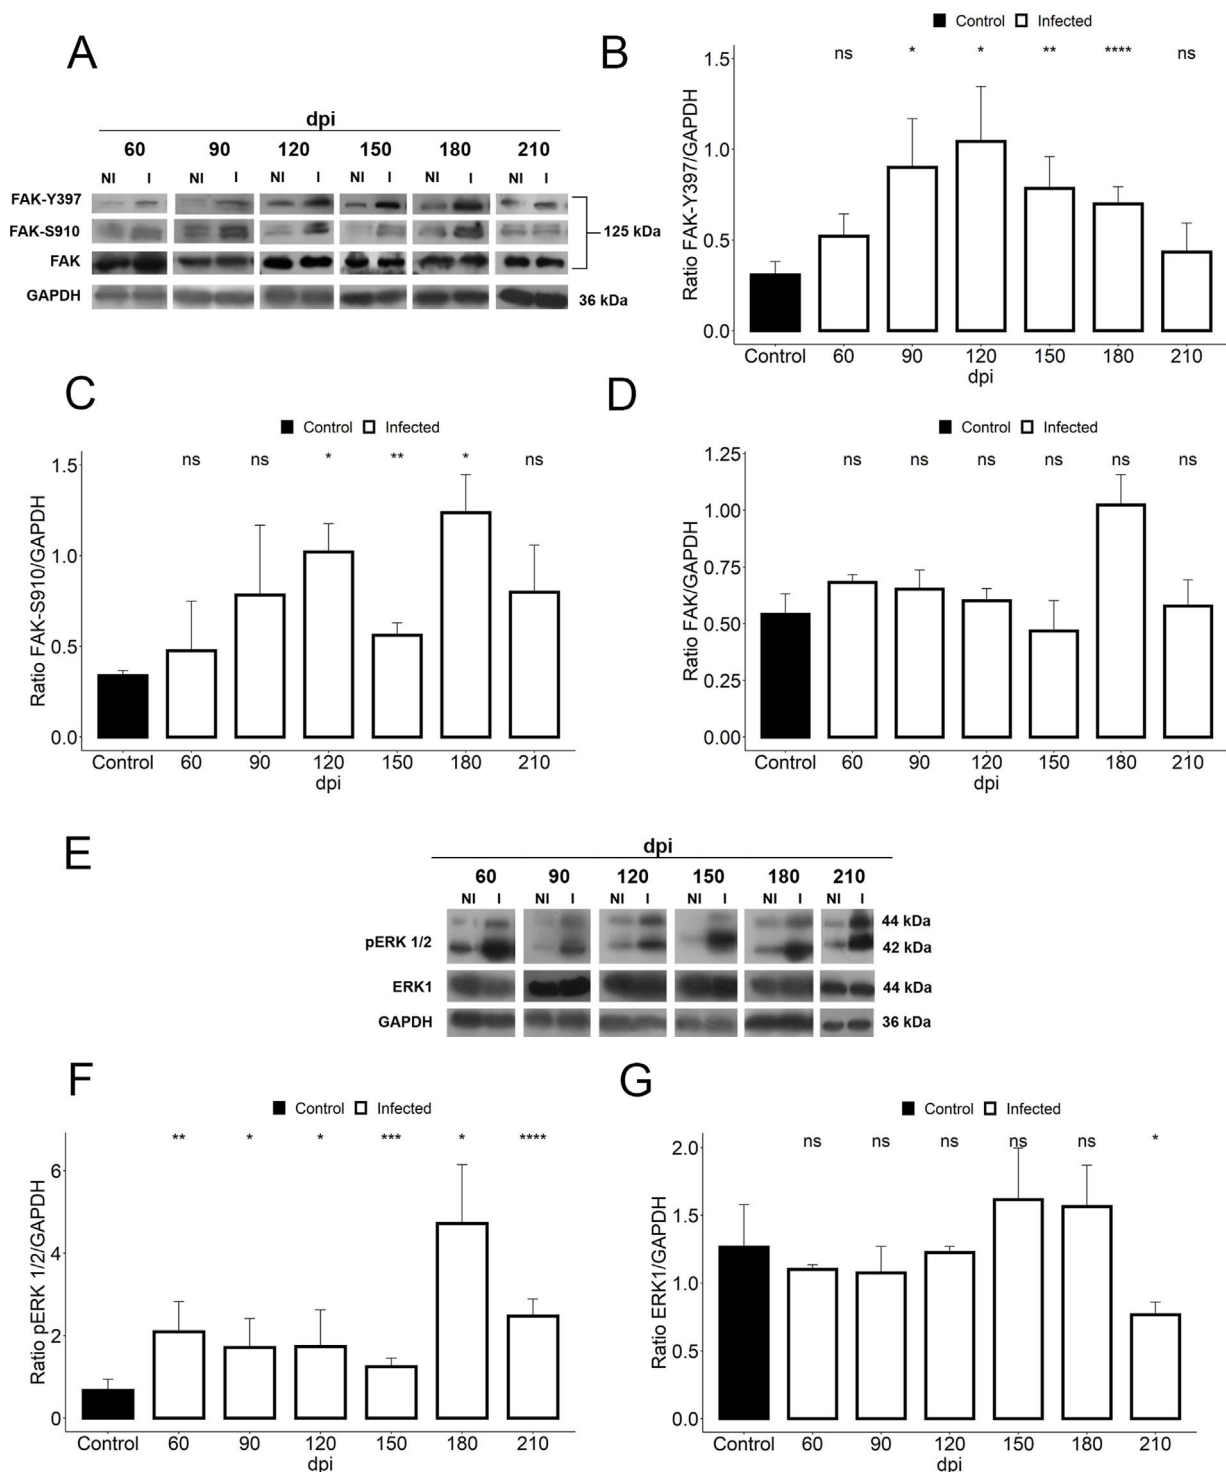 A
dpi
60 90 120 150 180 210
NI I NI I NI I NI I NI I NI I
FAK-Y397
FAK-S910
125 kDa
FAK
GAPDH
36 kDa
B
Control Infected
ns * * ** **** ns
Ratio FAK-Y397/GAPDH
1.5
1.0
0.5
0.0
Control 60 90 120 150 180 210
dpi
C
Control Infected
ns ns * ** * ns
Ratio FAK-S910/GAPDH
1.5
1.0
0.5
0.0
Control 60 90 120 150 180 210
dpi
D
Control Infected
ns ns ns ns ns ns
Ratio FAK/GAPDH
1.25
1.00
0.75
0.50
0.25
0.00
Control 60 90 120 150 180 210
dpi
E
dpi
60 90 120 150 180 210
NI I NI I NI I NI I NI I NI I
44 kDa
pERK 1/2
42 kDa
ERK1 44 kDa
GAPDH 36 kDa
F
Control Infected
** * * *** * ****
Ratio pERK 1/2/GAPDH
6
4
2
0
Control 60 90 120 150 180 210
dpi
G
Control Infected
ns ns ns ns ns *
Ratio ERK1/GAPDH
2.0
1.5
1.0
0.5
0.0
Control 60 90 120 150 180 210
dpi